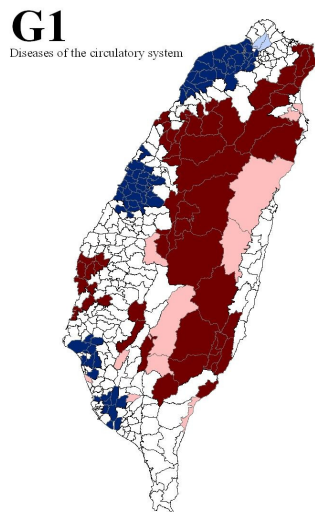 G1
Diseases of the circulatory system